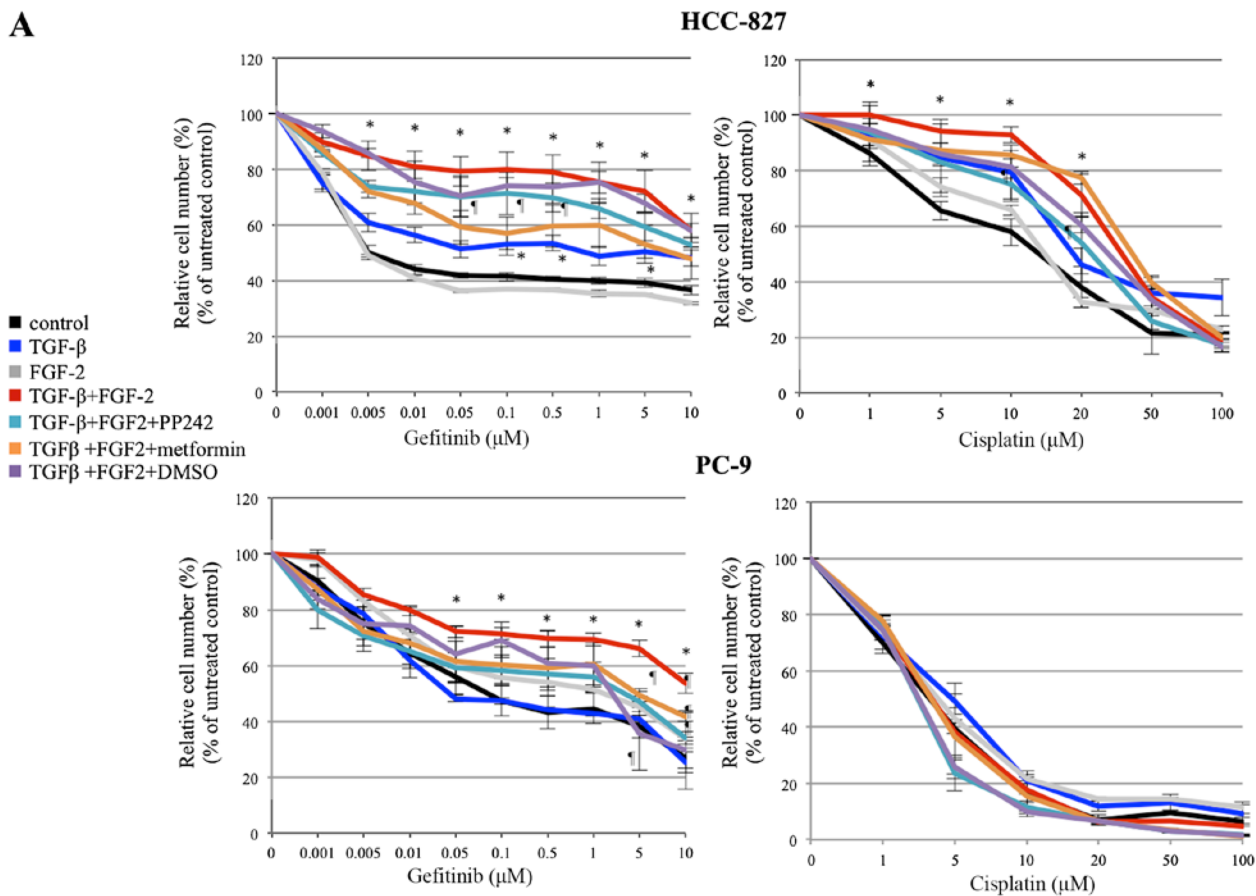 A
HCC-827
120
100
80
60
40
20
0
Relative cell number (%)
(% of untreated control)
* * * * * * * *
¶ ¶ ¶
* * *
0 0.001 0.005 0.01 0.05 0.1 0.5 1 5 10
Gefitinib (μM)
120
100
80
60
40
20
0
Relative cell number (%)
(% of untreated control)
* * * *
¶ ¶
0 1 5 10 20 50 100
Cisplatin (μM)
control
TGF-β
FGF-2
TGF-β+FGF-2
TGF-β+FGF2+PP242
TGFβ +FGF2+metformin
TGFβ +FGF2+DMSO
PC-9
120
100
80
60
40
20
0
Relative cell number (%)
(% of untreated control)
* * * * * *
¶ ¶
¶
¶
¶
0 0.001 0.005 0.01 0.05 0.1 0.5 1 5 10
Gefitinib (μM)
120
100
80
60
40
20
0
Relative cell number (%)
(% of untreated control)
0 1 5 10 20 50 100
Cisplatin (μM)